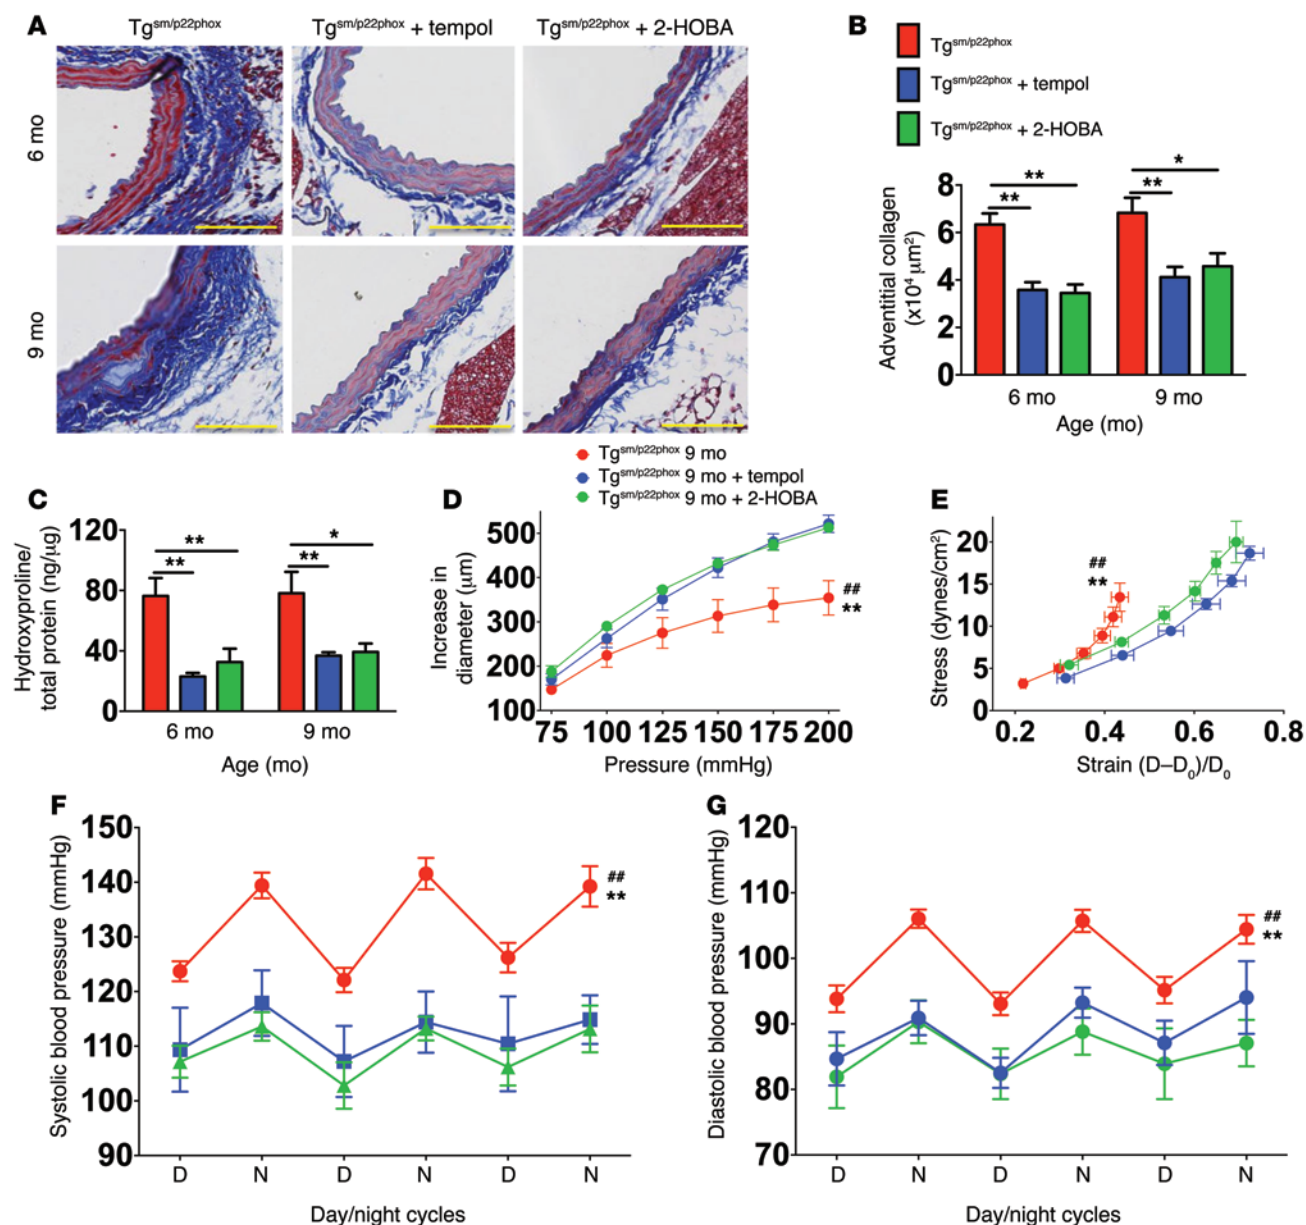 A
Tgsm/p22phox
Tgsm/p22phox + tempol
Tgsm/p22phox + 2-HOBA
6 mo
9 mo
B
Tgsm/p22phox
Tgsm/p22phox + tempol
Tgsm/p22phox + 2-HOBA
Adventitial collagen
(x10⁴ µm²)
8
6
4
2
0
**
**
**
*
6 mo
9 mo
Age (mo)
C
Hydroxyproline/
total protein (ng/µg)
120
80
40
0
**
**
**
*
6 mo
9 mo
Age (mo)
Tgsm/p22phox 9 mo
Tgsm/p22phox 9 mo + tempol
Tgsm/p22phox 9 mo + 2-HOBA
D
Increase in
diameter (µm)
500
400
300
200
100
##
**
75 100 125 150 175 200
Pressure (mmHg)
E
Stress (dynes/cm²)
20
15
10
5
0
##
**
0.2 0.4 0.6 0.8
Strain (D–D₀)/D₀
F
Systolic blood pressure (mmHg)
150
140
130
120
110
100
90
##
**
D N D N D N
Day/night cycles
G
Diastolic blood pressure (mmHg)
120
110
100
90
80
70
##
**
D N D N D N
Day/night cycles